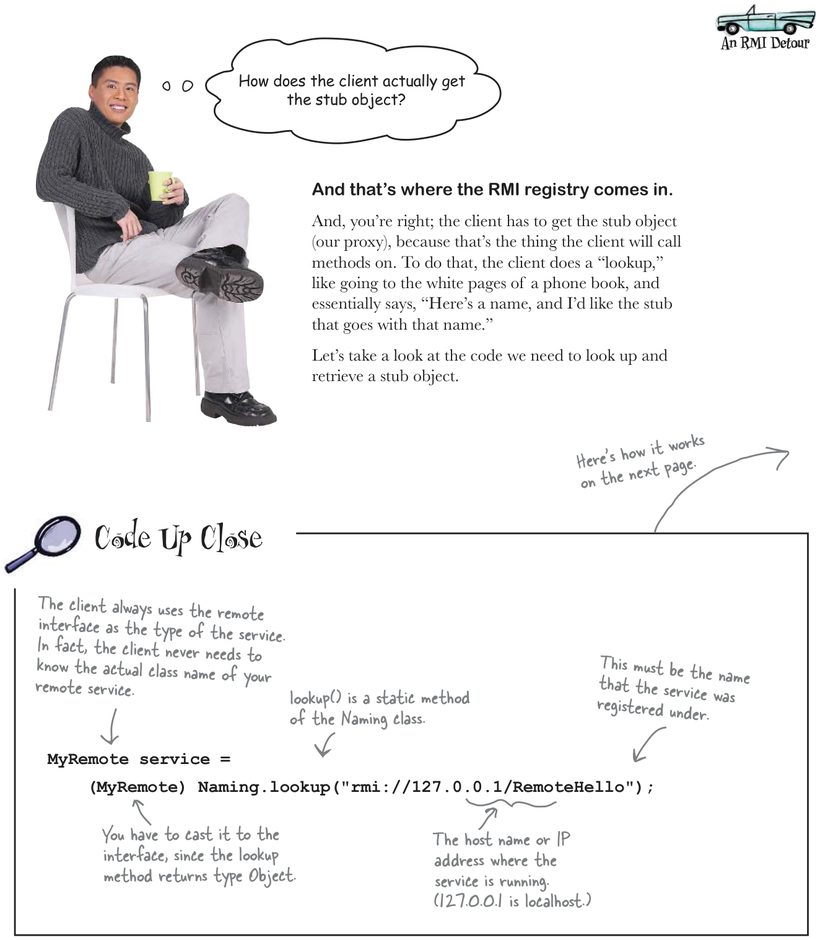 An RMI Detour
How does the client actually get
the stub object?
And that's where the RMI registry comes in.
And, you're right; the client has to get the stub object
(our proxy), because that's the thing the client will call
methods on. To do that, the client does a “lookup,”
like going to the white pages of a phone book, and
essentially says, “Here's a name, and I'd like the stub
that goes with that name.”
Let's take a look at the code we need to look up and
retrieve a stub object.
Here's how it works
on the next page.
Code Up Close
The client always uses the remote
interface as the type of the service.
In fact, the client never needs to
know the actual class name of your
remote service.
lookup() is a static method
of the Naming class.
This must be the name
that the service was
registered under.
MyRemote service =
(MyRemote) Naming.lookup("rmi://127.0.0.1/RemoteHello");
You have to cast it to the
interface, since the lookup
method returns type Object.
The host name or IP
address where the
service is running.
(127.0.0.1 is localhost.)